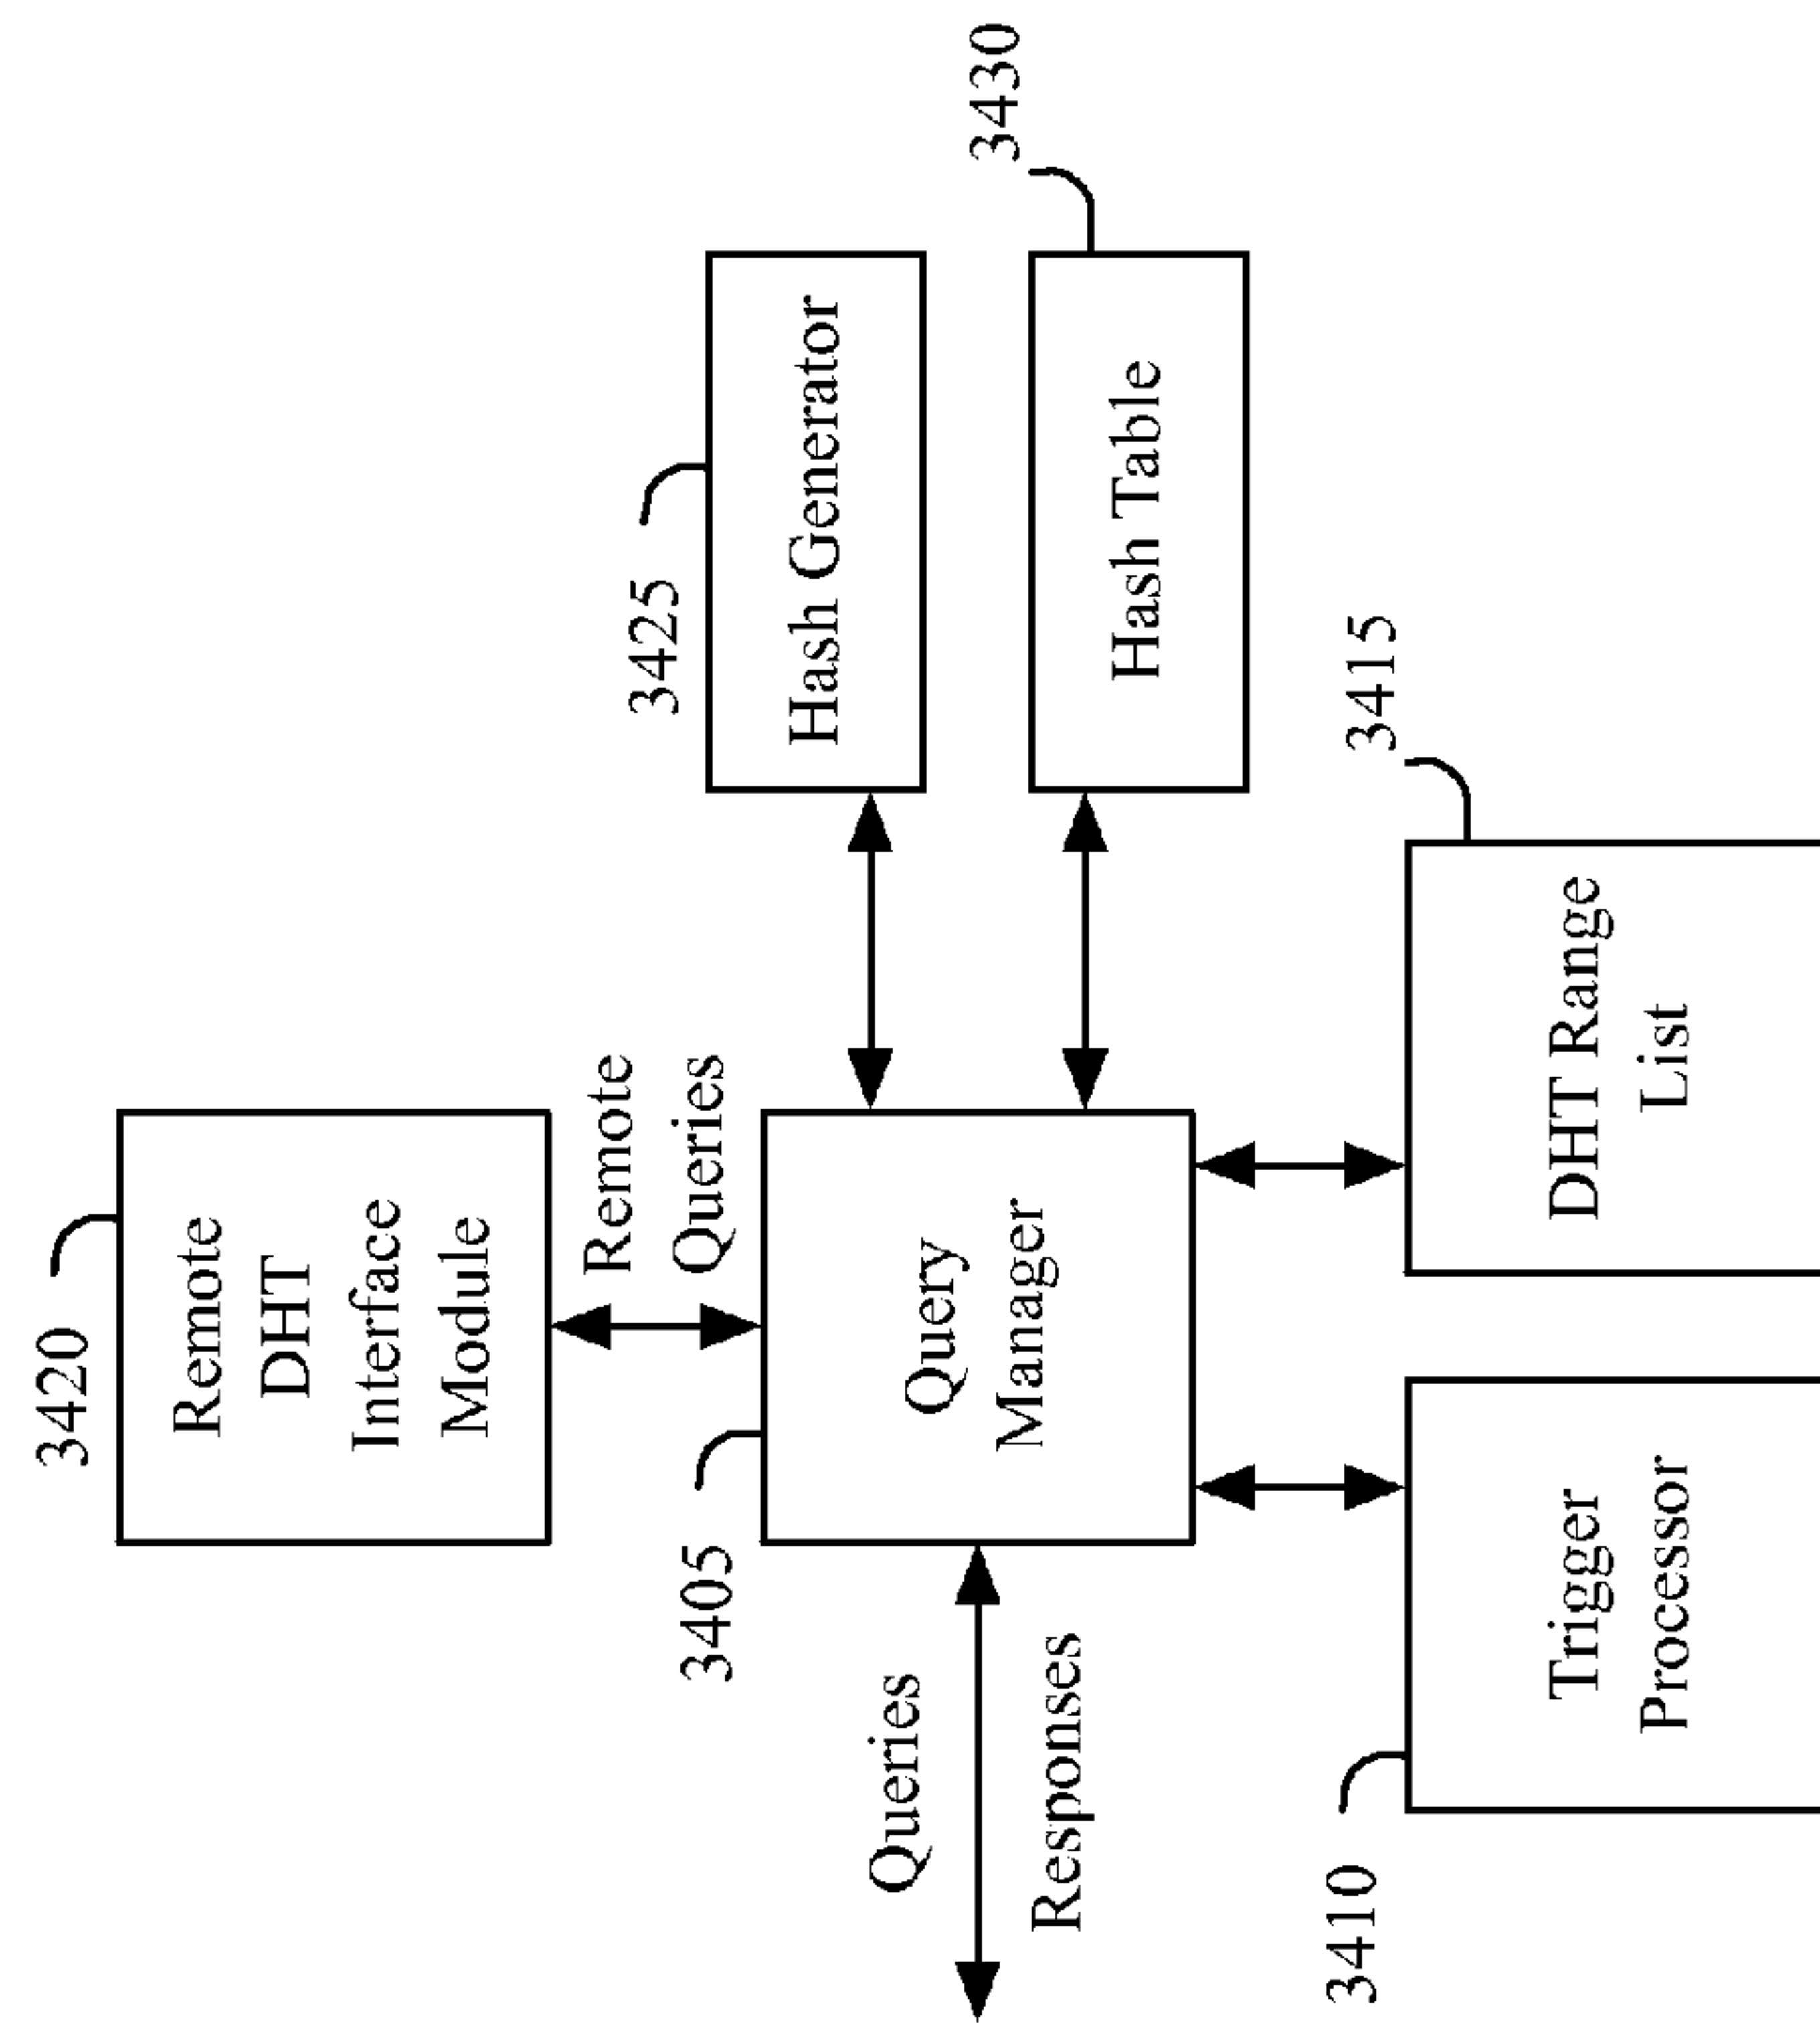 3420
Remote
DHT
Interface
Module
Remote
Queries
3405
Query
Manager
Queries
Responses
3425
Hash Generator
3430
Hash Table
3410
Trigger
Processor
3415
DHT Range
List